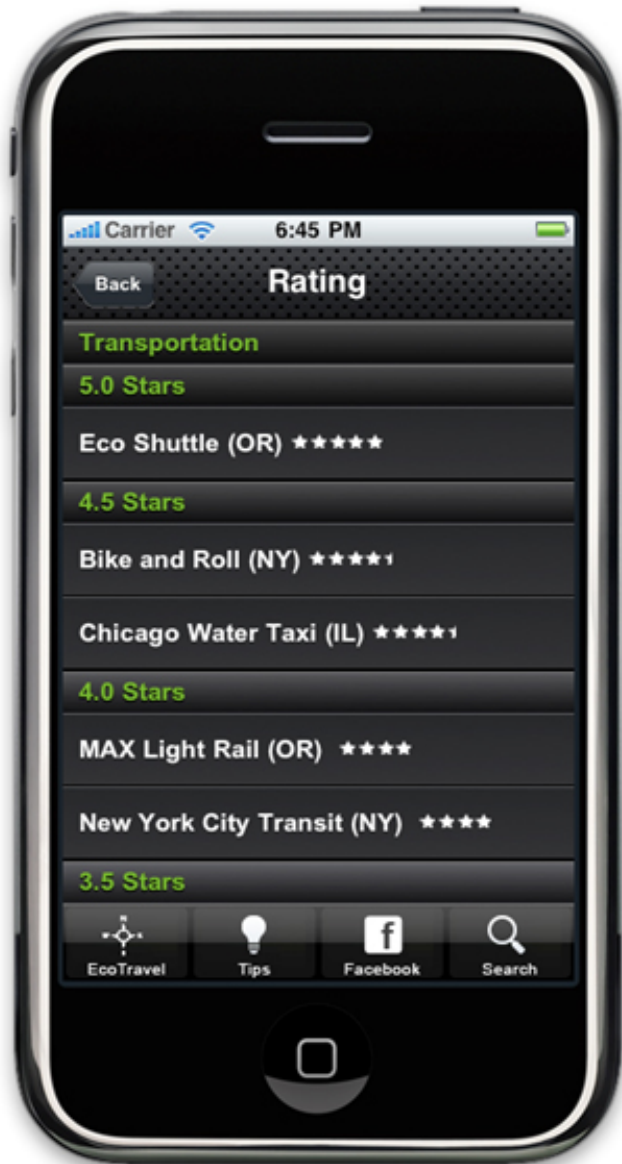 Carrier 6:45 PM
Back Rating
Transportation
5.0 Stars
Eco Shuttle (OR) ★★★★★
4.5 Stars
Bike and Roll (NY)
Chicago Water Taxi (IL)
4.0 Stars
MAX Light Rail (OR) ★★★★
New York City Transit (NY) ★★★★
3.5 Stars
EcoTravel Tips Facebook Search